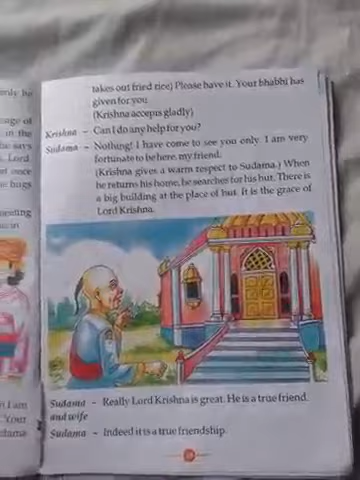 takes out fried rice) Please have it. Your bhabhi has
given for you.
(Krishna accepts gladly)
Krishna – Can I do any help for you?
Sudama – Nothing! I have come to see you only. I am very
fortunate to be here, my friend.
(Krishna gives a warm respect to Sudama.) When
he returns his home, he searches for his hut. There is
a big building at the place of hut. It is the grace of
Lord Krishna.
Sudama – Really Lord Krishna is great. He is a true friend.
and wife
Sudama – Indeed it is a true friendship.